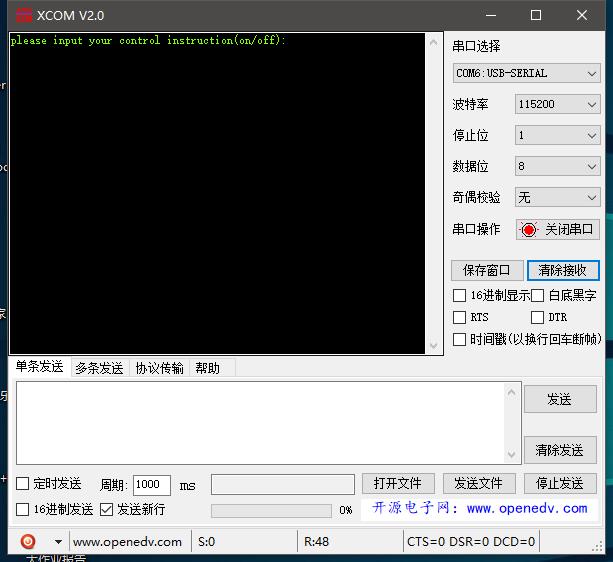 XCOM V2.0
please input your control instruction(on/off):
串口选择
COM6:USB-SERIAL
波特率 115200
停止位 1
数据位 8
奇偶校验 无
串口操作 关闭串口
保存窗口 清除接收
16进制显示 白底黑字
RTS DTR
时间戳(以换行回车断帧)
单条发送 多条发送 协议传输 帮助
发送
清除发送
定时发送 周期: 1000 ms 打开文件 发送文件 停止发送
16进制发送 发送新行 0% 开源电子网：www.openedv.com
www.openedv.com S:0 R:48 CTS=0 DSR=0 DCD=0